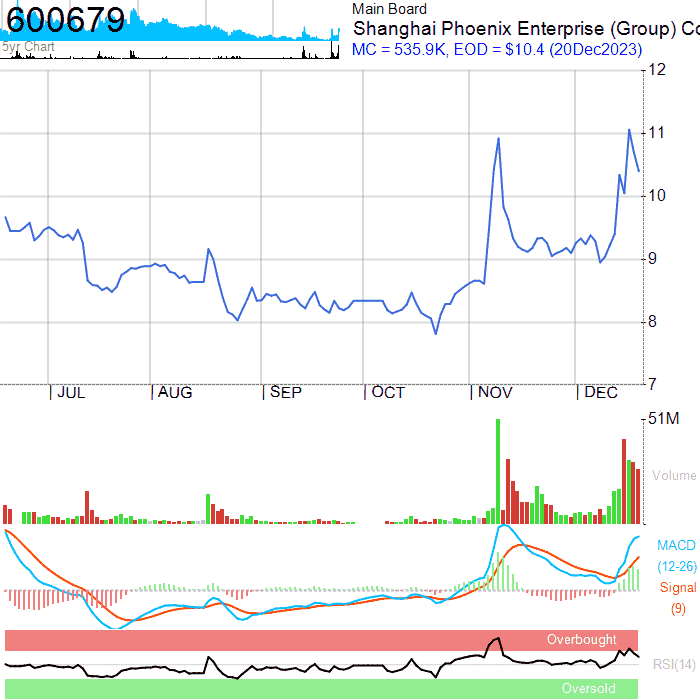 600679
5yr Chart
Main Board
Shanghai Phoenix Enterprise (Group) Co
MC = 535.9K, EOD = $10.4 (20Dec2023)
12
11
10
9
8
7
JUL AUG SEP OCT NOV DEC
51M
Volume
MACD
(12-26)
Signal
(9)
Overbought
RSI(14)
Oversold